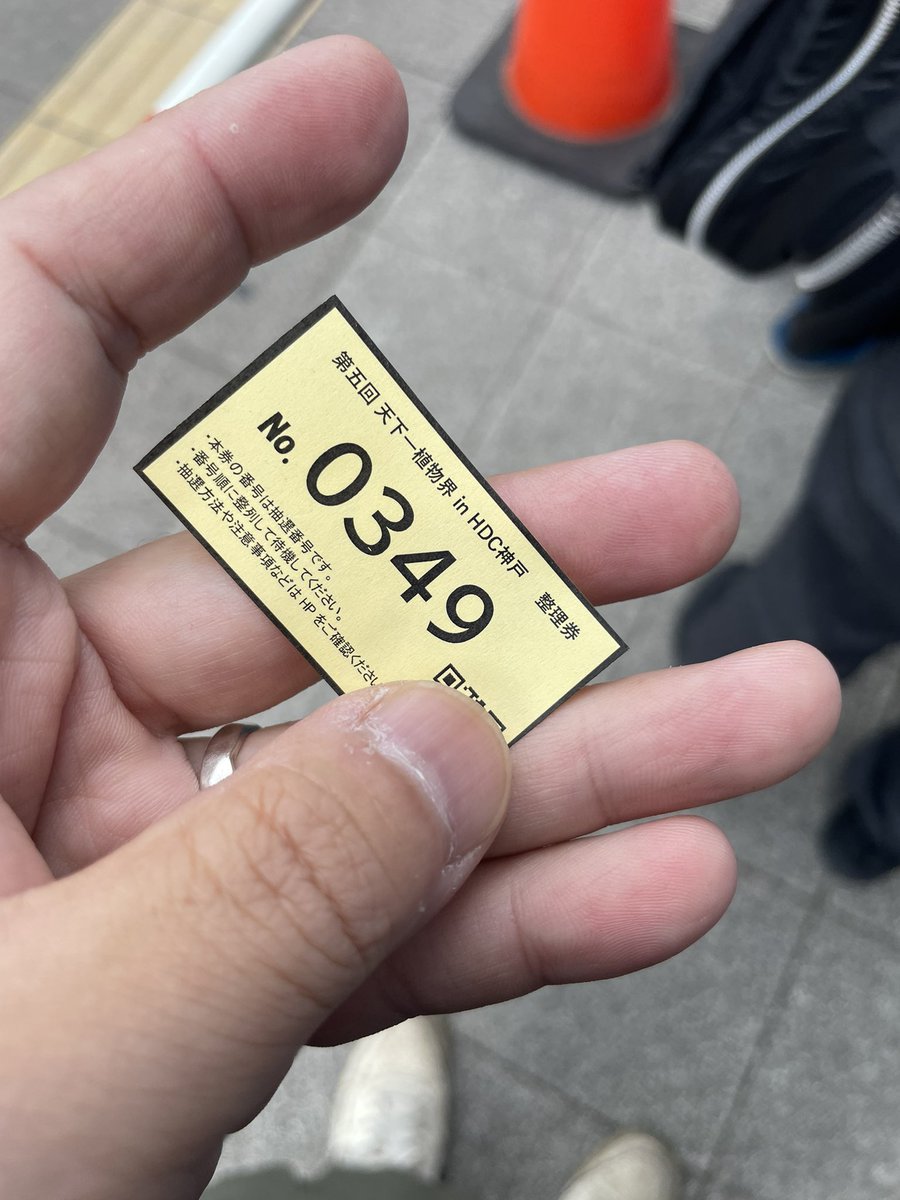 第五回 天下一植物界 in HDC神戸 整理券
No. 0349
・本券の番号は抽選番号です。
・番号順に整列して待機してください。
・抽選方法や注意事項などは HP をご確認ください